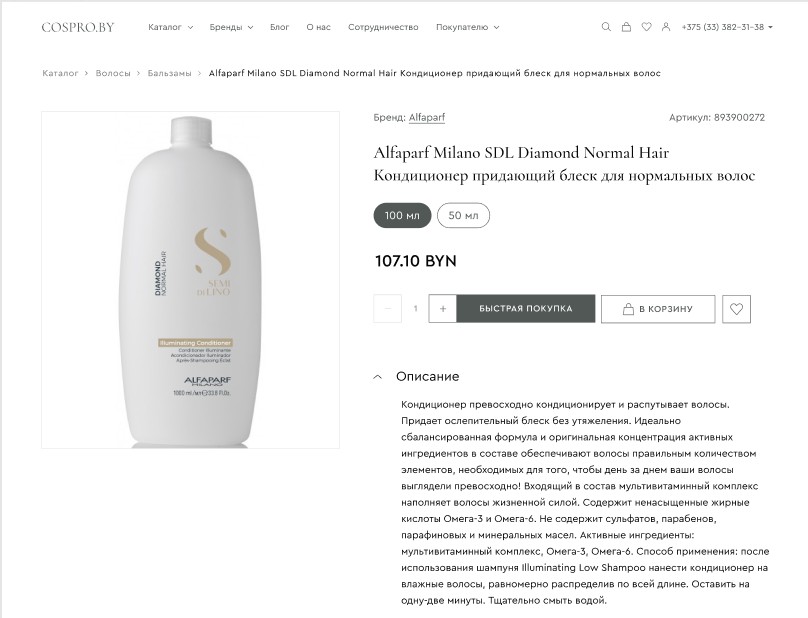 COSPRO.BY
Каталог Бренды Блог О нас Сотрудничество Покупателю +375 (33) 382-31-38
Каталог > Волосы > Бальзамы > Alfaparf Milano SDL Diamond Normal Hair Кондиционер придающий блеск для нормальных волос
DIAMOND
NORMAL HAIR
SEMI
DI LINO
Illuminating Conditioner
Conditioner Illuminante
Acondicionador Iluminador
Après-Shampooing Éclat
ALFAPARF
MILANO
1000 ml./an℮/33.8 Fl.Oz.
Бренд: Alfaparf
Артикул: 893900272
Alfaparf Milano SDL Diamond Normal Hair
Кондиционер придающий блеск для нормальных волос
100 мл 50 мл
107.10 BYN
− 1 + БЫСТРАЯ ПОКУПКА В КОРЗИНУ
Описание
Кондиционер превосходно кондиционирует и распутывает волосы.
Придает ослепительный блеск без утяжеления. Идеально
сбалансированная формула и оригинальная концентрация активных
ингредиентов в составе обеспечивают волосы правильным количеством
элементов, необходимых для того, чтобы день за днем ваши волосы
выглядели превосходно! Входящий в состав мультивитаминный комплекс
наполняет волосы жизненной силой. Содержит ненасыщенные жирные
кислоты Омега-3 и Омега-6. Не содержит сульфатов, парабенов,
парафиновых и минеральных масел. Активные ингредиенты:
мультивитаминный комплекс, Омега-3, Омега-6. Способ применения: после
использования шампуня Illuminating Low Shampoo нанести кондиционер на
влажные волосы, равномерно распределив по всей длине. Оставить на
одну-две минуты. Тщательно смыть водой.